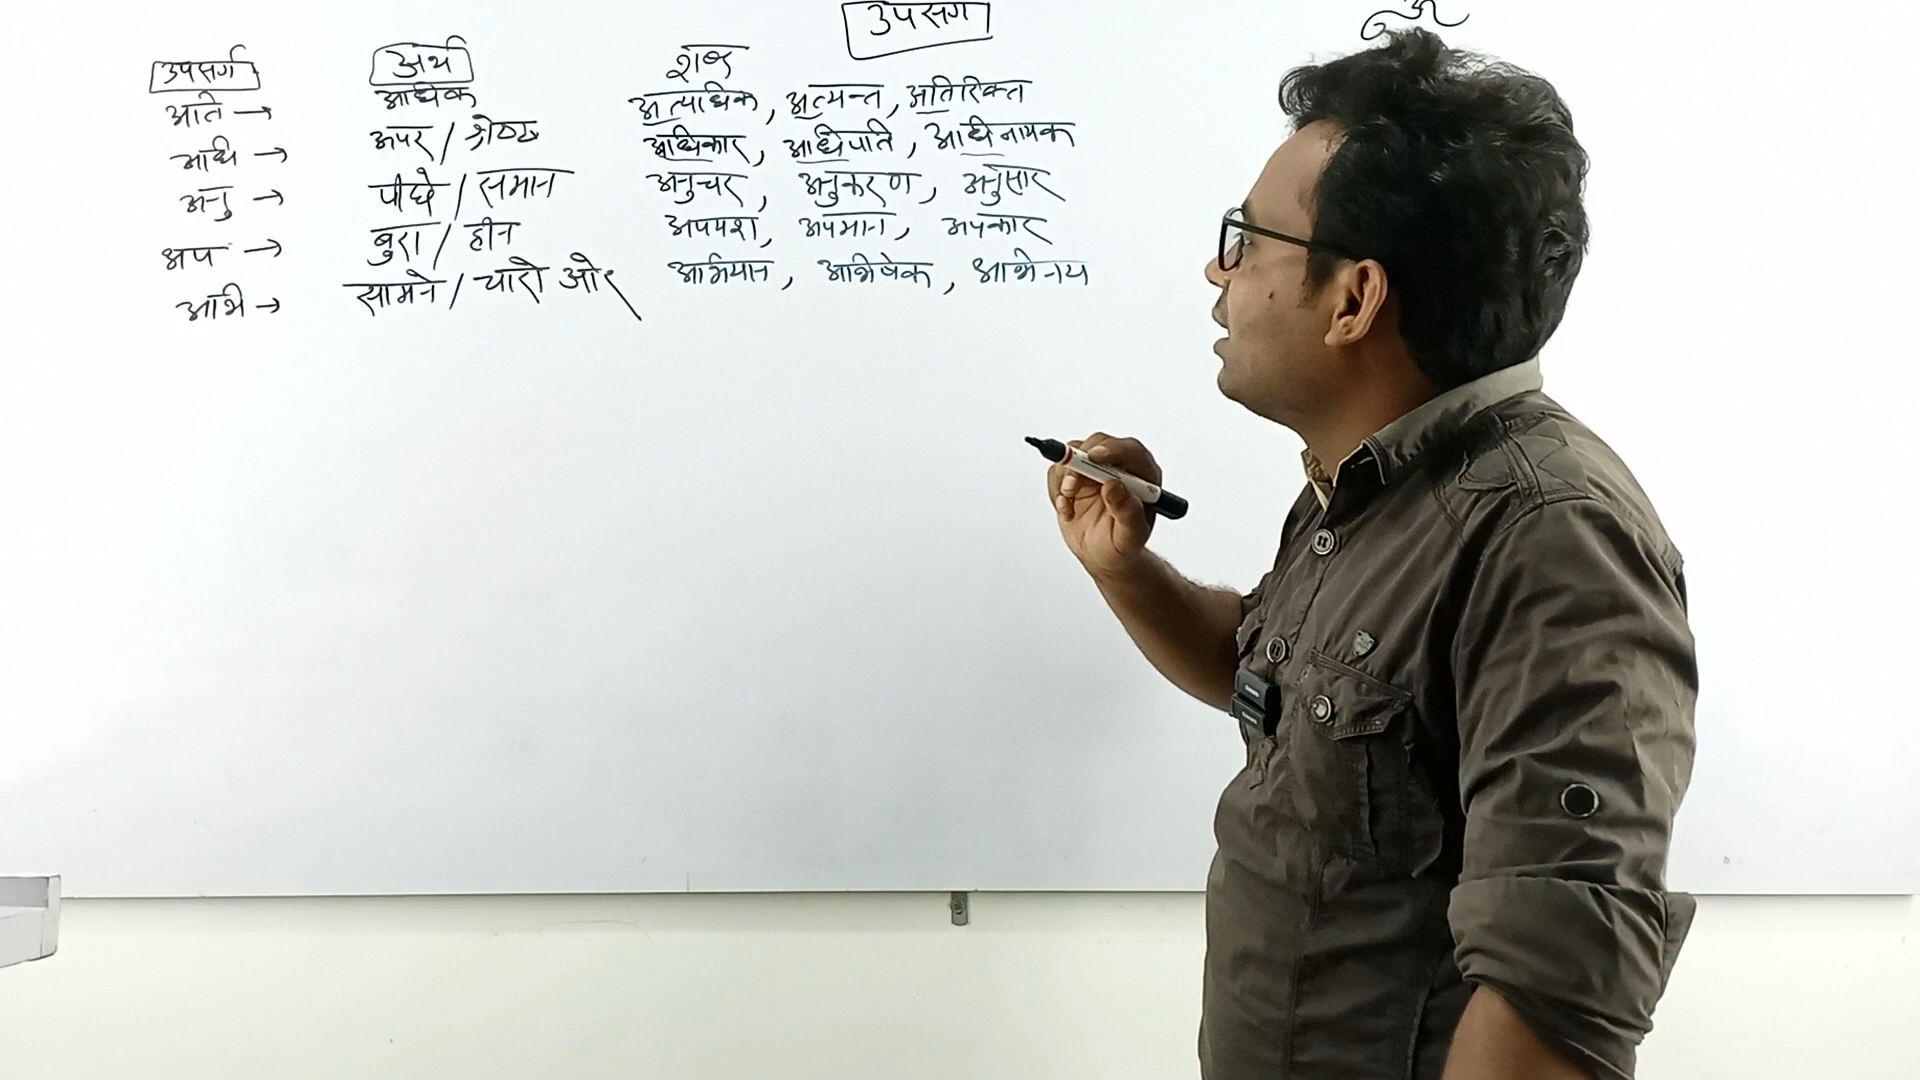 उपसर्ग
उपसर्ग अर्थ शब्द
अति → अधिक अत्याधिक, अत्यन्त, अतिरिक्त
अधि → ऊपर / श्रेष्ठ अधिकार, अधिपति, अधिनायक
अनु → पीछे / समान अनुचर, अनुकरण, अनुसार
अप → बुरा / हीन अपयश, अपमान, अपकार
अभि → सामने / चारो ओर अभियान, अभिषेक, अभिनय